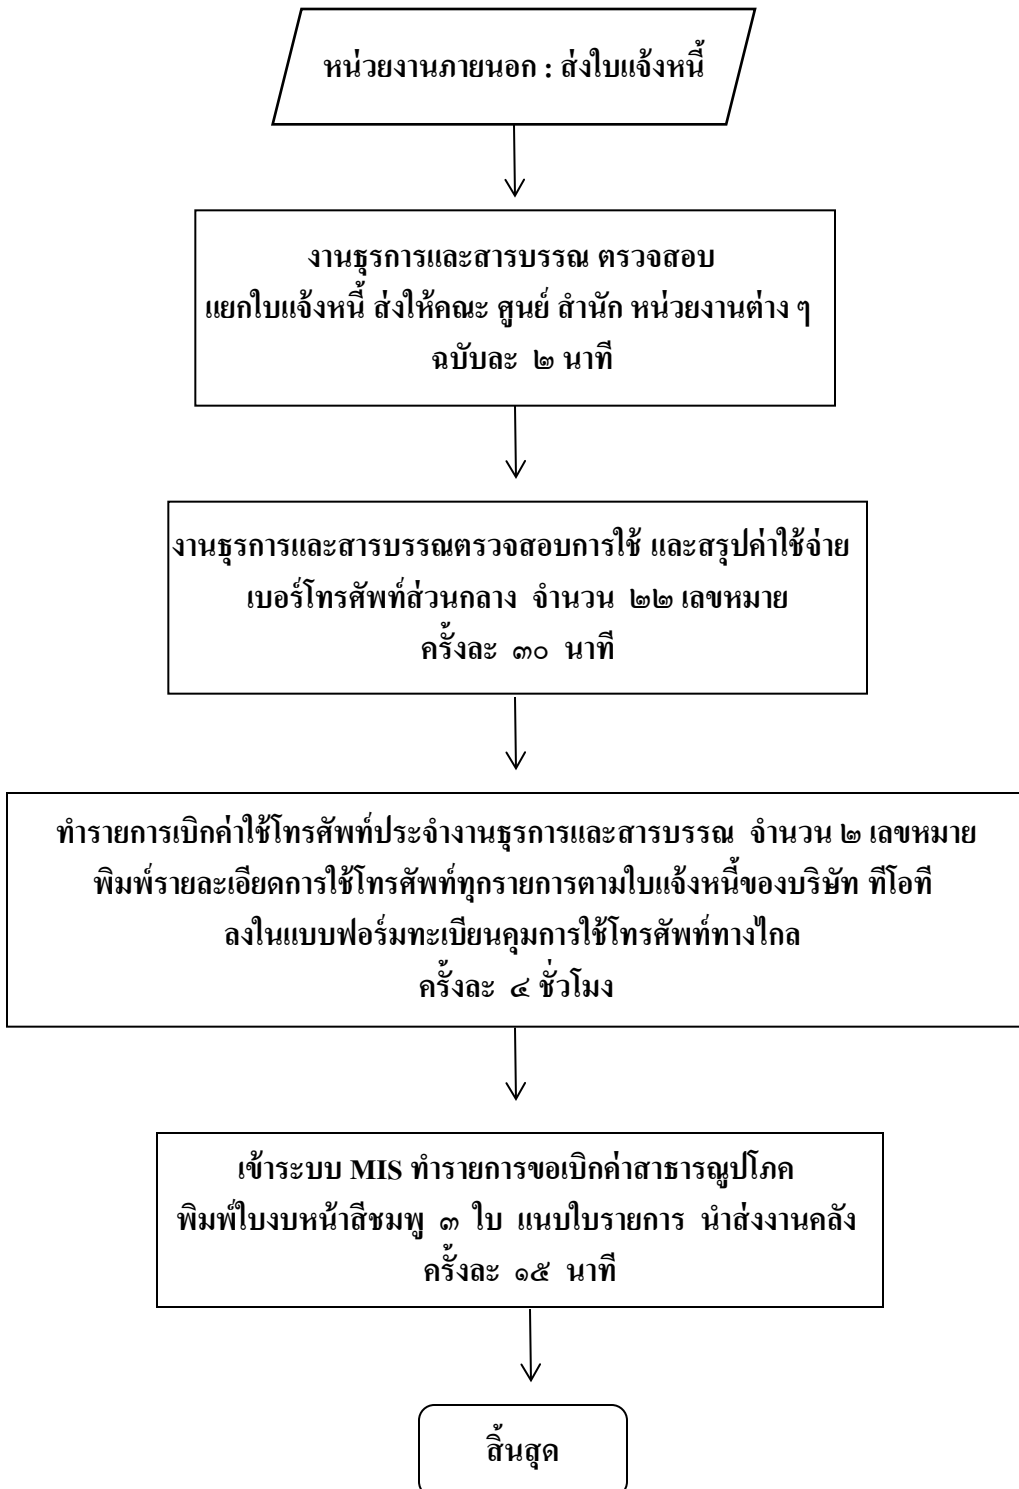 หน่วยงานภายนอก : ส่งใบแจ้งหนี้
งานธุรการและสารบรรณ ตรวจสอบ
แยกใบแจ้งหนี้ ส่งให้คณะ ศูนย์ สำนัก หน่วยงานต่าง ๆ
ฉบับละ ๒ นาที
งานธุรการและสารบรรณตรวจสอบการใช้ และสรุปค่าใช้จ่าย
เบอร์โทรศัพท์ส่วนกลาง จำนวน ๒๒ เลขหมาย
ครั้งละ ๓๐ นาที
ทำรายการเบิกค่าใช้โทรศัพท์ประจำงานธุรการและสารบรรณ จำนวน ๒ เลขหมาย
พิมพ์รายละเอียดการใช้โทรศัพท์ทุกรายการตามใบแจ้งหนี้ของบริษัท ทีโอที
ลงในแบบฟอร์มทะเบียนคุมการใช้โทรศัพท์ทางไกล
ครั้งละ ๔ ชั่วโมง
เข้าระบบ MIS ทำรายการขอเบิกค่าสาธารณูปโภค
พิมพ์ใบงบหน้าสีชมพู ๓ ใบ แนบใบรายการ นำส่งงานคลัง
ครั้งละ ๑๕ นาที
สิ้นสุด